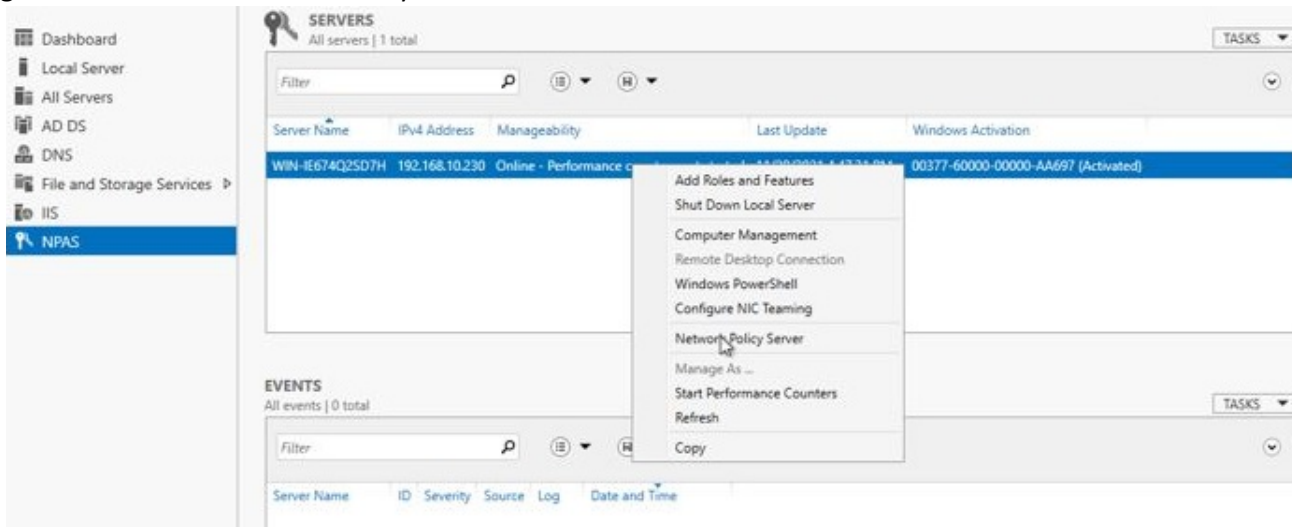 Dashboard
Local Server
All Servers
AD DS
DNS
File and Storage Services
IIS
NPAS
SERVERS
All servers | 1 total
TASKS
Filter
Server Name IPv4 Address Manageability Last Update Windows Activation
WIN-IE674Q2SD7H 192.168.10.230 Online - Performance 00377-60000-00000-AA697 (Activated)
Add Roles and Features
Shut Down Local Server
Computer Management
Remote Desktop Connection
Windows PowerShell
Configure NIC Teaming
Network Policy Server
Manage As ...
Start Performance Counters
Refresh
Copy
EVENTS
All events | 0 total
TASKS
Filter
Server Name ID Severity Source Log Date and Time